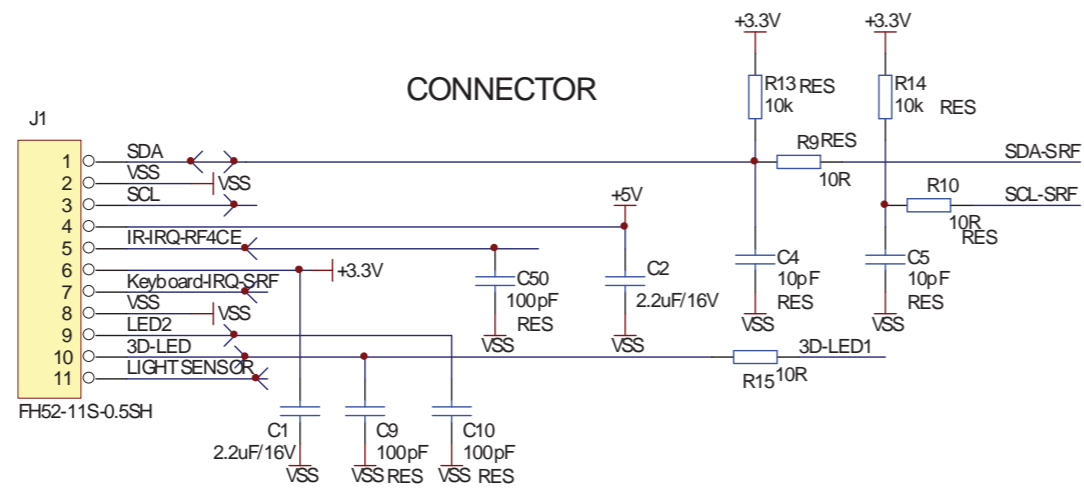 +3.3V +3.3V
CONNECTOR
R13 RES R14
10k 10k RES
J1
1 SDA R9 RES SDA-SRF
2 VSS VSS 10R
3 SCL +5V R10 SCL-SRF
4 10R
5 IR-IRQ-RF4CE RES
6 +3.3V C50 C2 C4 C5
7 Keyboard-IRQ-SRF 100pF 2.2uF/16V 10pF 10pF
8 VSS VSS RES RES RES
VSS VSS VSS VSS
9 LED2
10 3D-LED 3D-LED1
11 LIGHTSENSOR R15 10R
FH52-11S-0.5SH
C1 C9 C10
2.2uF/16V 100pF 100pF
VSS VSS RES VSS RES